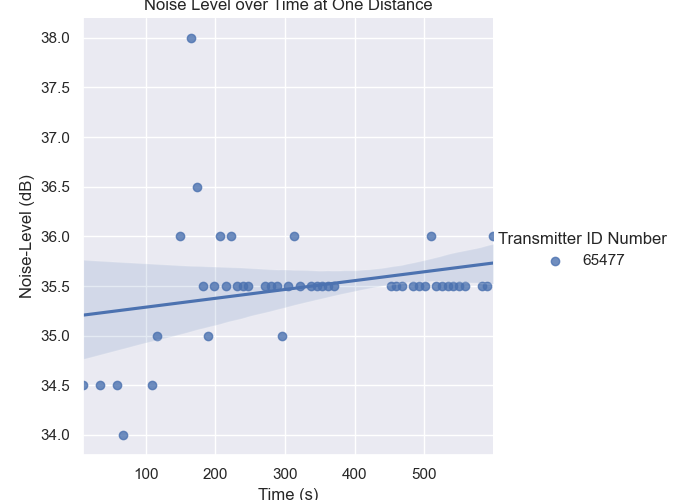 Noise Level over Time at One Distance
38.0
37.5
37.0
36.5
36.0
35.5
35.0
34.5
34.0
Noise-Level (dB)
100 200 300 400 500
Time (s)
Transmitter ID Number
65477